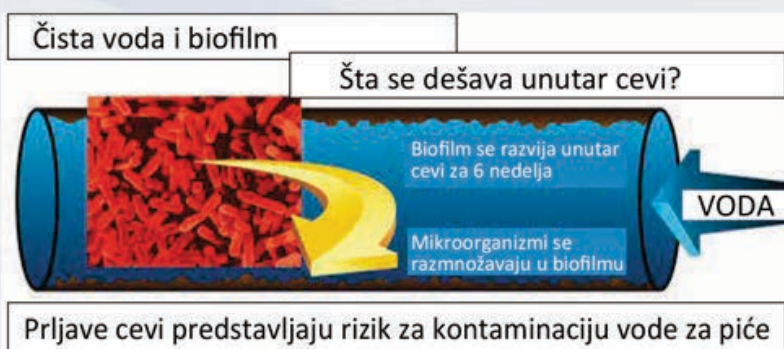 Čista voda i biofilm
Šta se dešava unutar cevi?
Biofilm se razvija unutar
cevi za 6 nedelja
VODA
Mikroorganizmi se
razmnožavaju u biofilmu
Prljave cevi predstavljaju rizik za kontaminaciju vode za piće